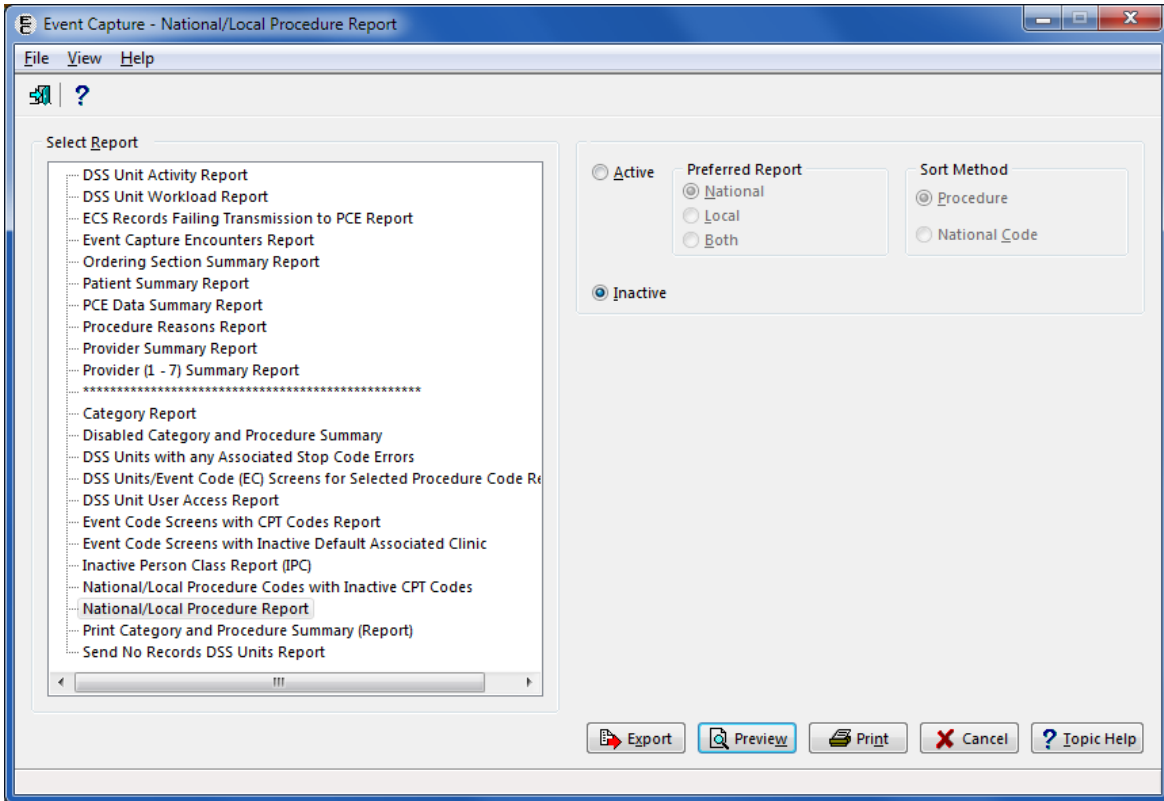 Event Capture - National/Local Procedure Report
File View Help
?
Select Report
DSS Unit Activity Report
DSS Unit Workload Report
ECS Records Failing Transmission to PCE Report
Event Capture Encounters Report
Ordering Section Summary Report
Patient Summary Report
PCE Data Summary Report
Procedure Reasons Report
Provider Summary Report
Provider (1 - 7) Summary Report
**************************************************
Category Report
Disabled Category and Procedure Summary
DSS Units with any Associated Stop Code Errors
DSS Units/Event Code (EC) Screens for Selected Procedure Code Re
DSS Unit User Access Report
Event Code Screens with CPT Codes Report
Event Code Screens with Inactive Default Associated Clinic
Inactive Person Class Report (IPC)
National/Local Procedure Codes with Inactive CPT Codes
National/Local Procedure Report
Print Category and Procedure Summary (Report)
Send No Records DSS Units Report
Active
Preferred Report
National
Local
Both
Sort Method
Procedure
National Code
Inactive
Export Preview Print Cancel ? Topic Help